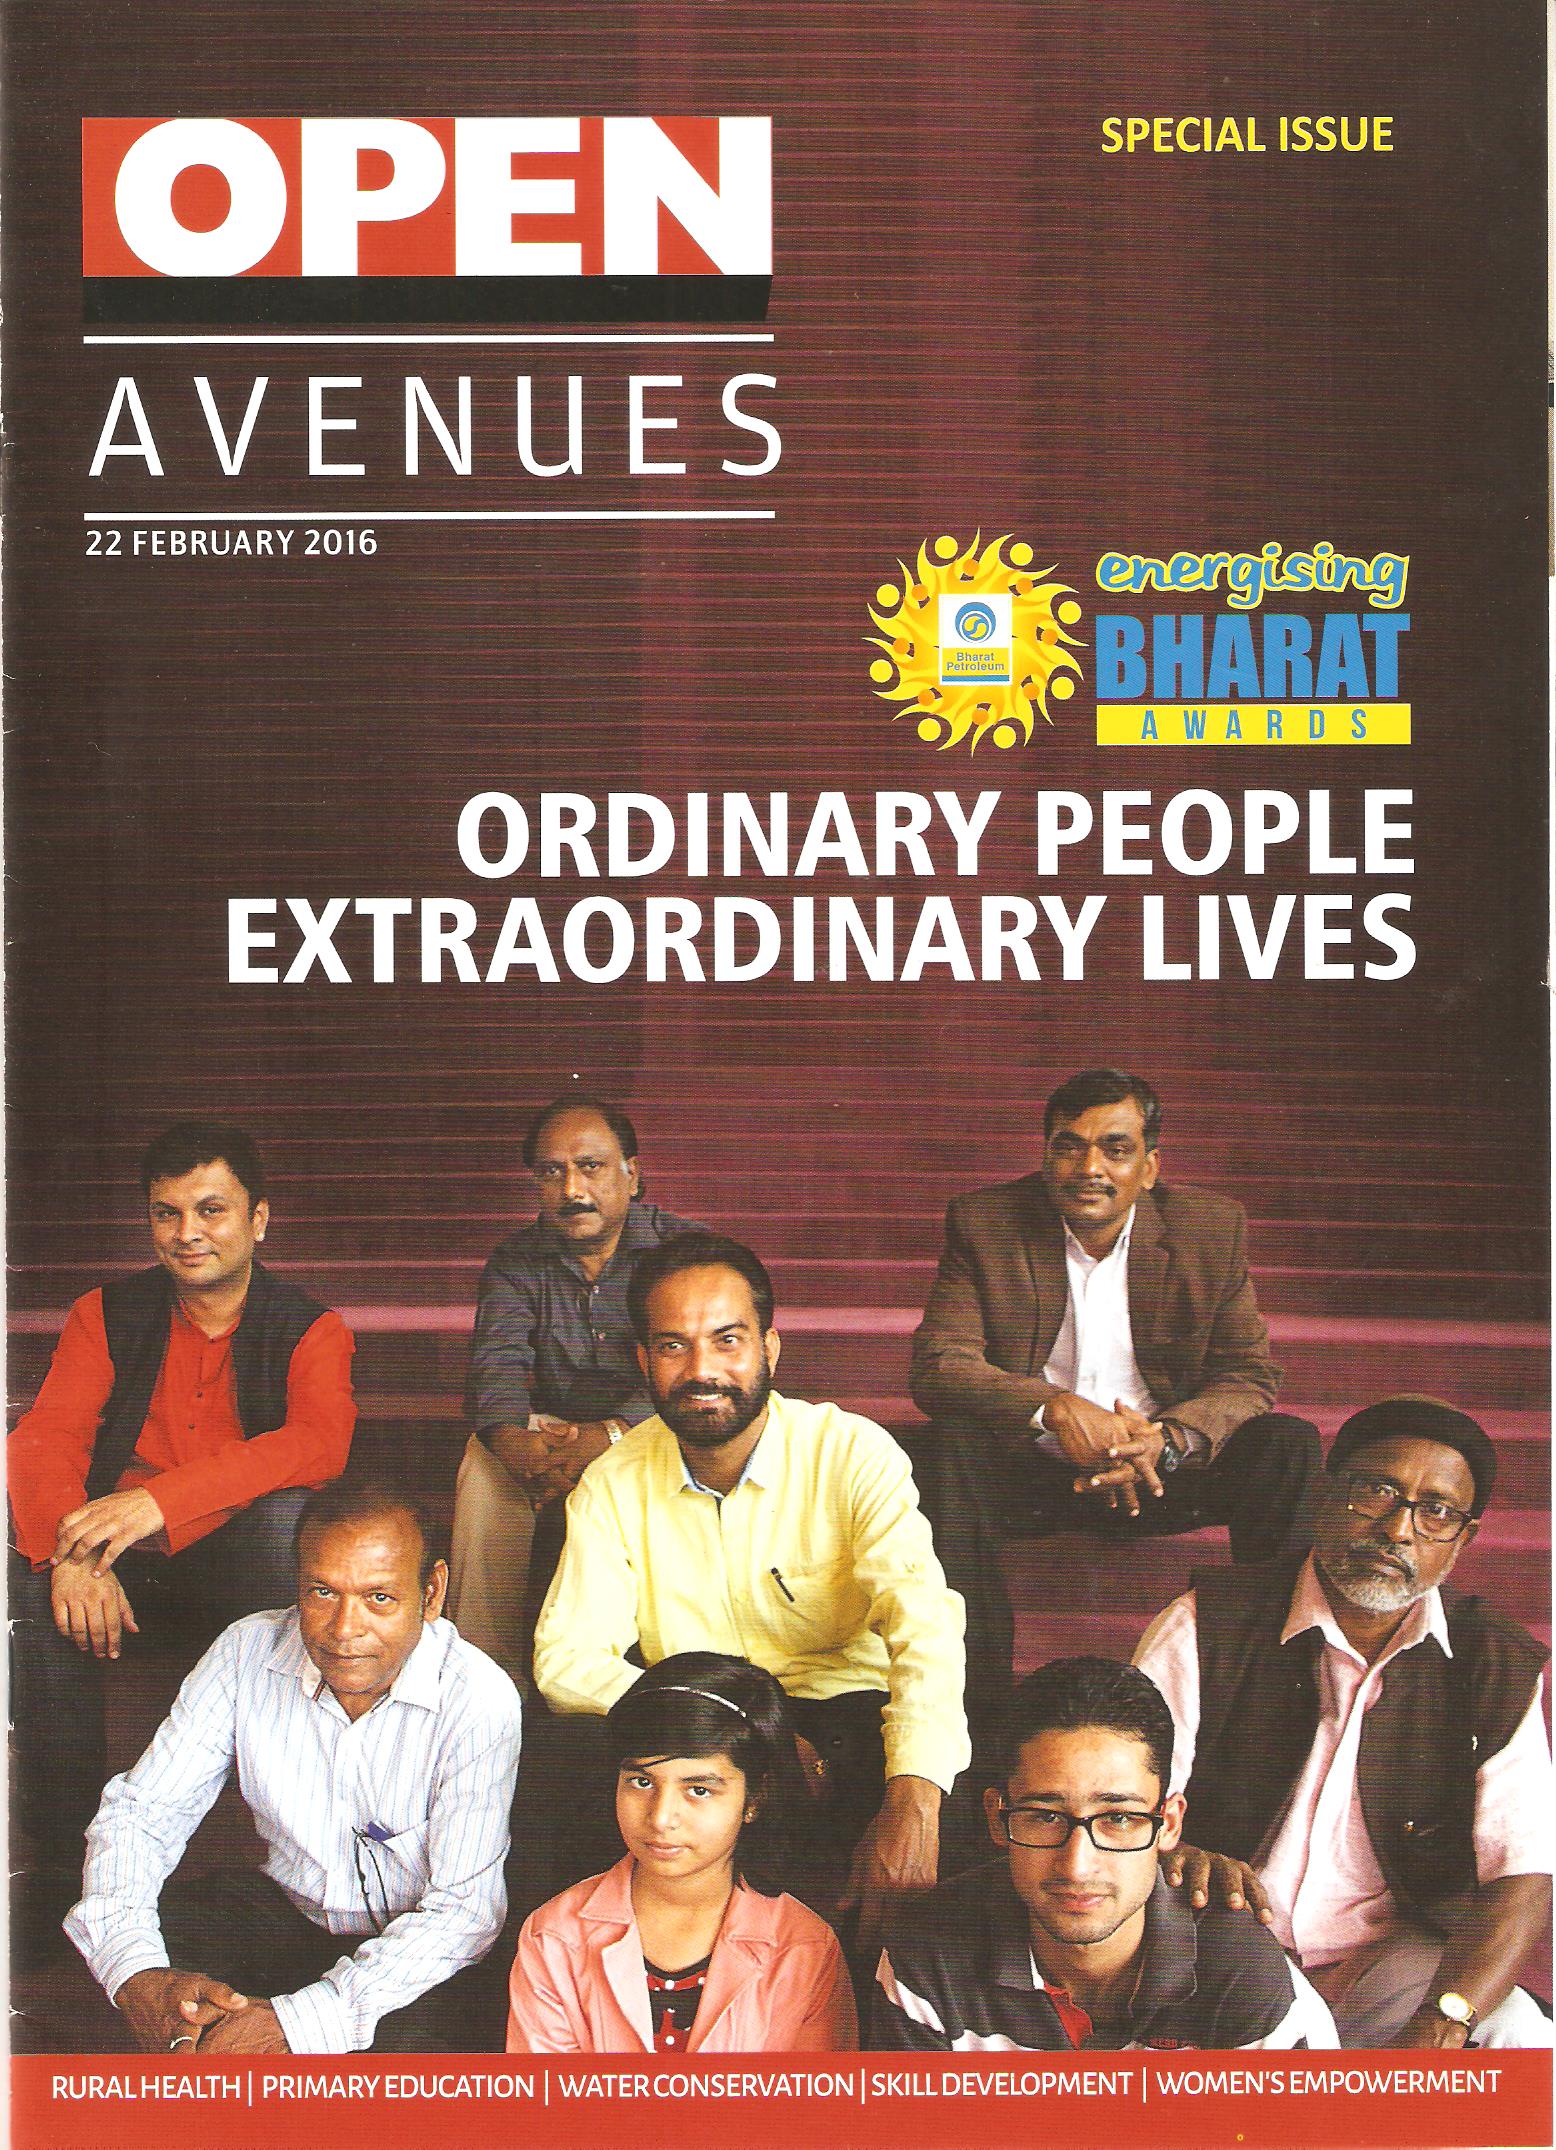 OPEN
SPECIAL ISSUE
AVENUES
22 FEBRUARY 2016
energising
BHARAT
AWARDS
Bharat
Petroleum
ORDINARY PEOPLE
EXTRAORDINARY LIVES
RURAL HEALTH | PRIMARY EDUCATION | WATER CONSERVATION | SKILL DEVELOPMENT | WOMEN'S EMPOWERMENT